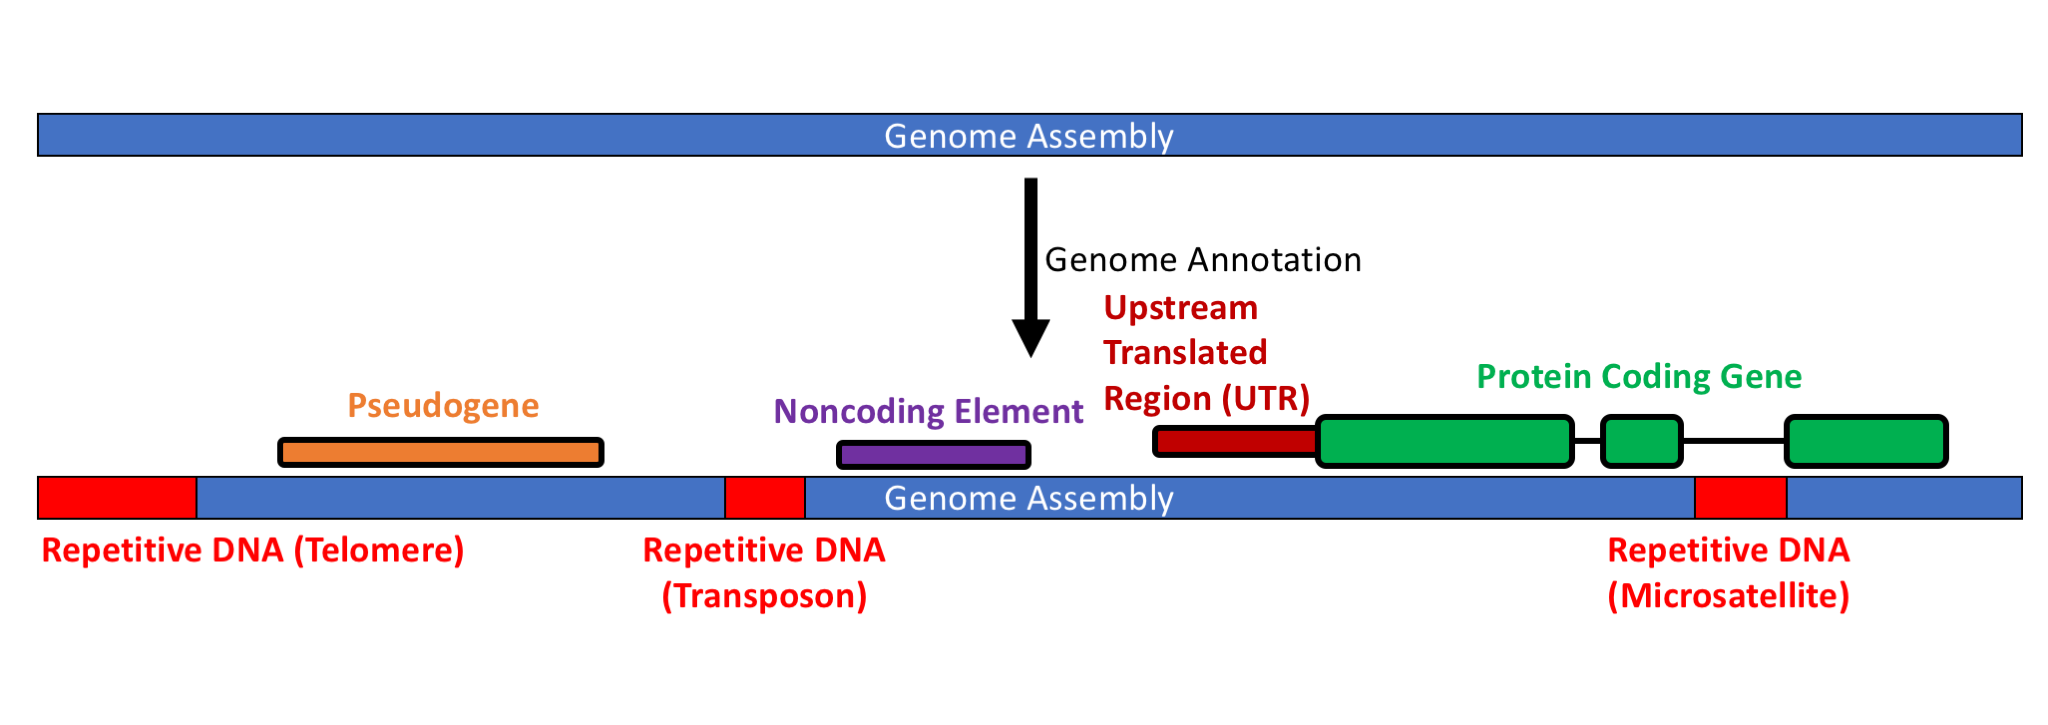 Genome Assembly
Genome Annotation
Upstream
Translated
Region (UTR)
Protein Coding Gene
Pseudogene
Noncoding Element
Genome Assembly
Repetitive DNA (Telomere)
Repetitive DNA
(Transposon)
Repetitive DNA
(Microsatellite)